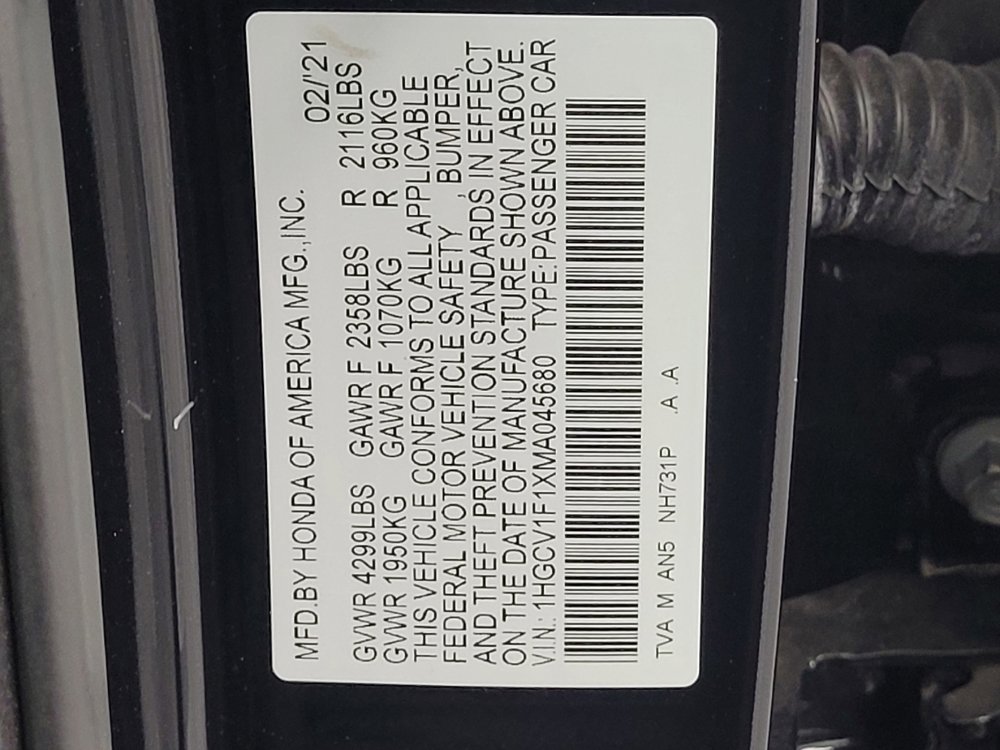 MFD.BY HONDA OF AMERICA MFG.,INC. 02/'21
GVWR 4299LBS GAWR F 2358LBS R 2116LBS
GVWR 1950KG GAWR F 1070KG R 960KG
THIS VEHICLE CONFORMS TO ALL APPLICABLE
FEDERAL MOTOR VEHICLE SAFETY , BUMPER,
AND THEFT PREVENTION STANDARDS IN EFFECT
ON THE DATE OF MANUFACTURE SHOWN ABOVE.
V.I.N.: 1HGCV1F1XMA045680 TYPE:PASSENGER CAR
TVA M AN5 NH731P .A .A